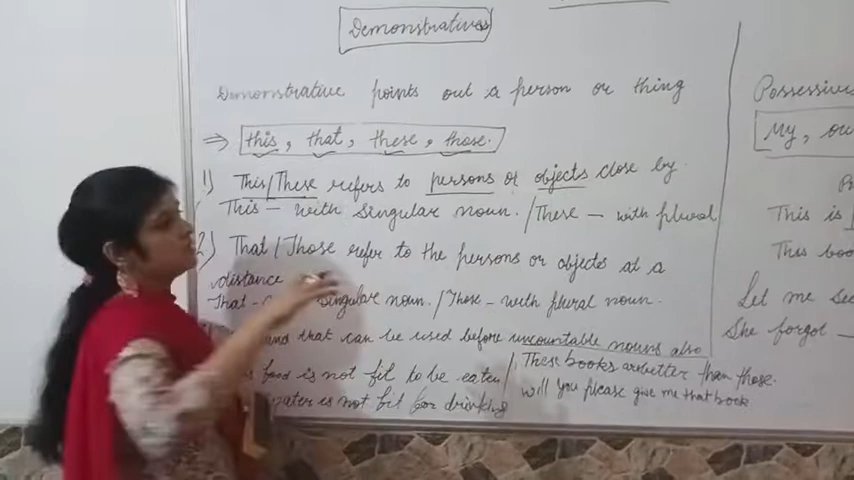 Demonstratives
Demonstrative points out a person or thing
⇒ this, that, these, those.
1) This/These refers to persons or objects close by.
This - with singular noun. / These - with plural
2) That / Those refer to the persons or objects at a
distance
That - singular noun. / Those - with plural noun.
and that can be used before uncountable nouns also
food is not fit to be eaten / These books are better than those.
water is not fit for drinking will you please give me that book
Possessive
My,
This is
This boo
Let me see
She forgot